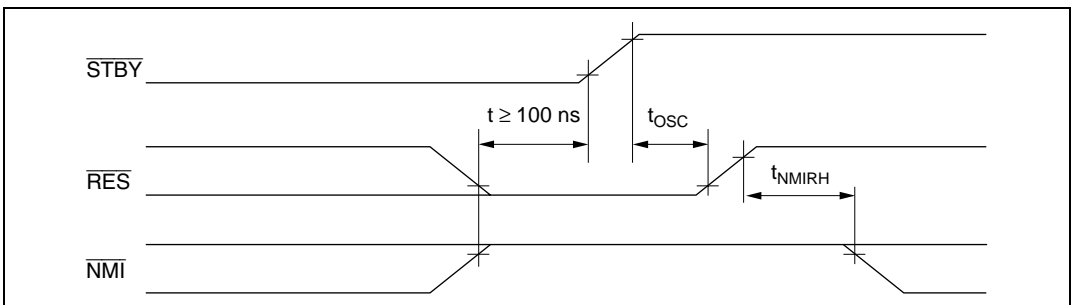 STBY
t ≥ 100 ns
tOSC
RES
tNMIRH
NMI